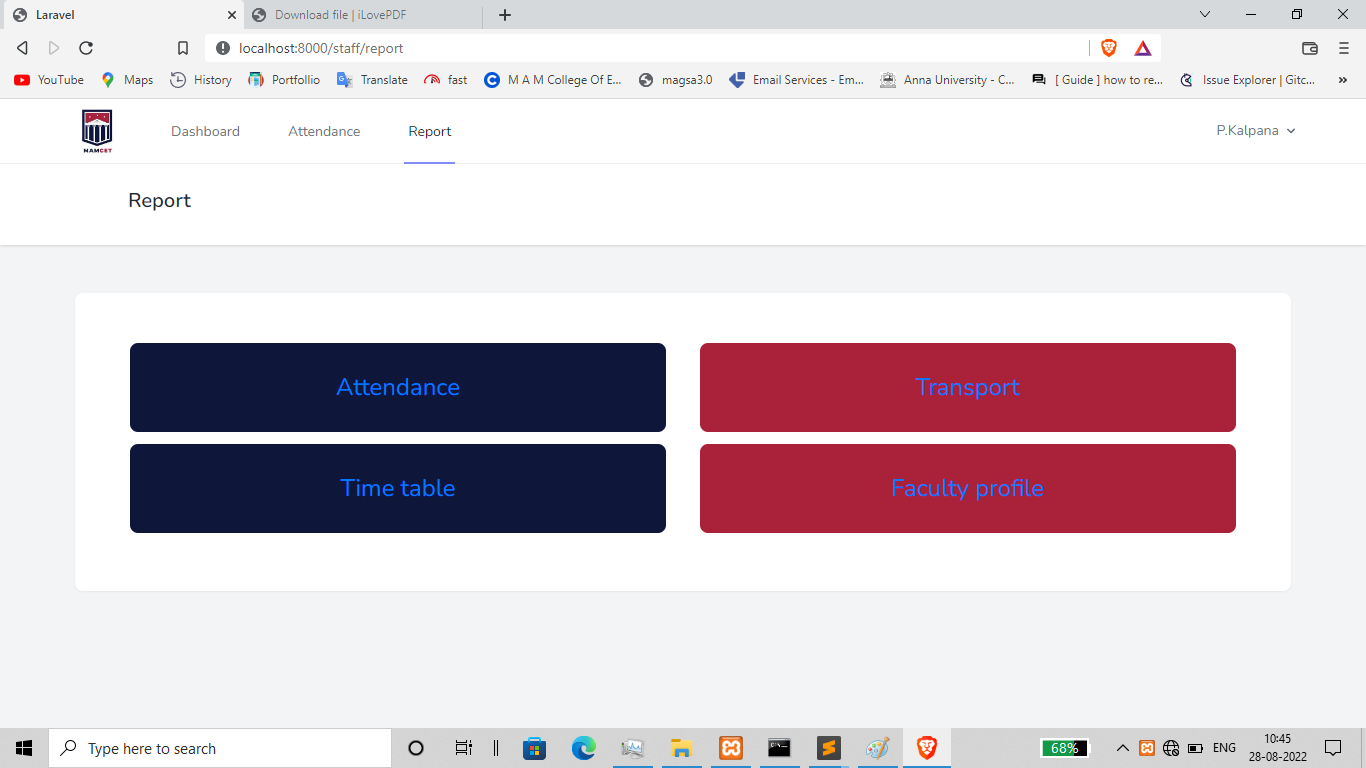 Laravel
Download file | iLovePDF
localhost:8000/staff/report
YouTube
Maps
History
Portfollio
Translate
fast
M A M College Of E...
magsa3.0
Email Services - Em...
Anna University - C...
[ Guide ] how to re...
Issue Explorer | Gitc...
MAMCET
Dashboard
Attendance
Report
P.Kalpana
Report
Attendance
Transport
Time table
Faculty profile
Type here to search
68%
ENG
10:45
28-08-2022